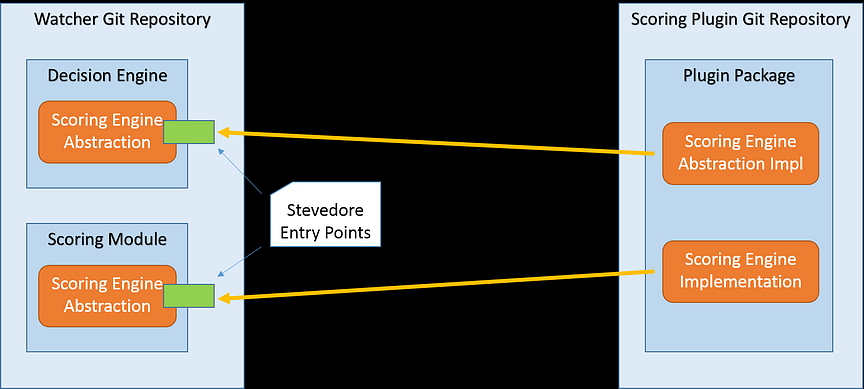 Watcher Git Repository
Decision Engine
Scoring Engine
Abstraction
Scoring Module
Scoring Engine
Abstraction
Stevedore
Entry Points
Scoring Plugin Git Repository
Plugin Package
Scoring Engine
Abstraction Impl
Scoring Engine
Implementation